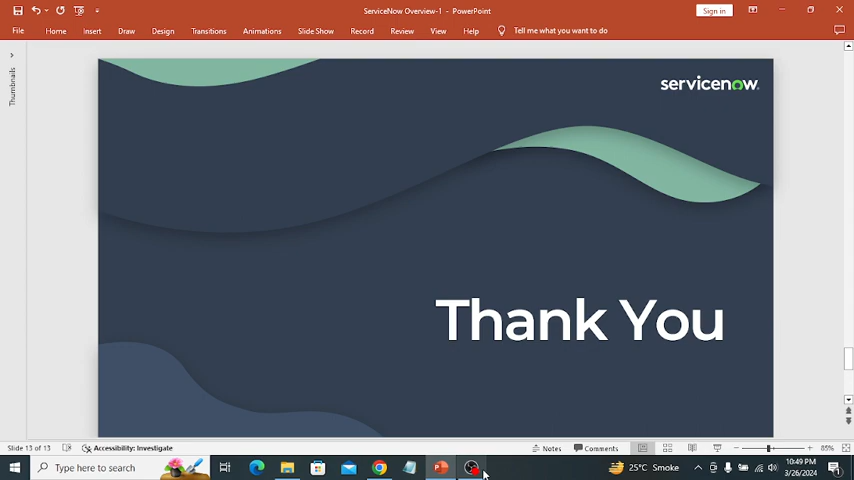 ServiceNow Overview-1 - PowerPoint
Sign in
File Home Insert Draw Design Transitions Animations Slide Show Record Review View Help Tell me what you want to do
Thumbnails
servicenow
Thank You
Slide 13 of 13 Accessibility: Investigate Notes Comments 85%
Type here to search
25°C Smoke
10:49 PM
3/26/2024